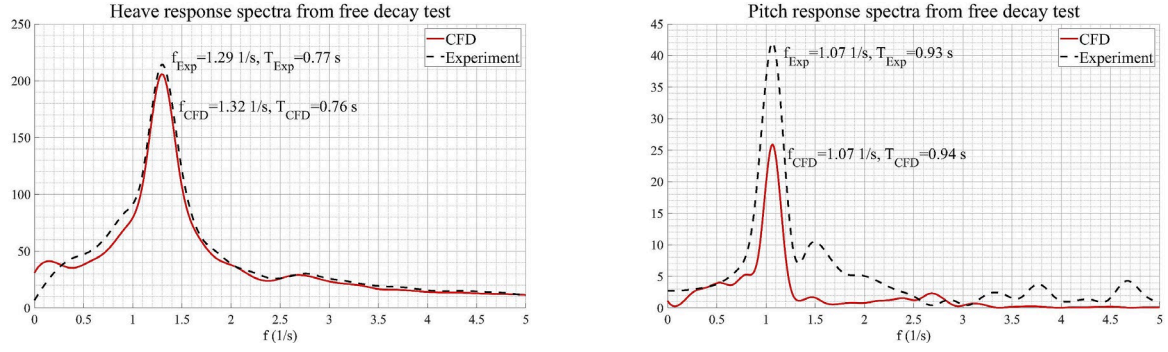 Heave response spectra from free decay test
250
200
150
100
50
0
0 0.5 1 1.5 2 2.5 3 3.5 4 4.5 5
f (1/s)
CFD
Experiment
f_Exp=1.29 1/s, T_Exp=0.77 s
f_CFD=1.32 1/s, T_CFD=0.76 s
Pitch response spectra from free decay test
45
40
35
30
25
20
15
10
5
0
0 0.5 1 1.5 2 2.5 3 3.5 4 4.5 5
f (1/s)
CFD
Experiment
f_Exp=1.07 1/s, T_Exp=0.93 s
f_CFD=1.07 1/s, T_CFD=0.94 s